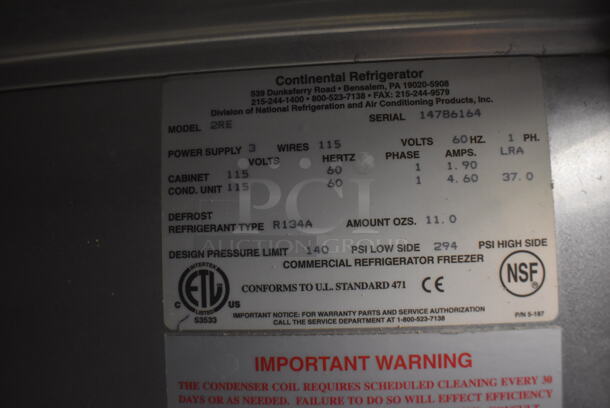 Continental Refrigerator
539 Dunksferry Road • Bensalem, PA 19020-5908
215-244-1400 • 800-523-7138 • FAX: 215-244-9579
Division of National Refrigeration and Air Conditioning Products, Inc.
MODEL 2RE SERIAL 14786164
POWER SUPPLY 3 WIRES 115 VOLTS 60 HZ. 1 PH.
VOLTS HERTZ PHASE AMPS. LRA
CABINET 115 60 1 1.90
COND. UNIT 115 60 1 4.60 37.0
PCI
AUCTION GROUP
DEFROST
REFRIGERANT TYPE R134A AMOUNT OZS. 11.0
DESIGN PRESSURE LIMIT 140 PSI LOW SIDE 294 PSI HIGH SIDE
COMMERCIAL REFRIGERATOR FREEZER
INTERTEK
C ETL US
LISTED
53533
CONFORMS TO U.L. STANDARD 471 CE
NSF
IMPORTANT NOTICE: FOR WARRANTY PARTS AND SERVICE AUTHORIZATION
CALL THE SERVICE DEPARTMENT AT 1-800-523-7138
P/N 5-187
IMPORTANT WARNING
THE CONDENSER COIL REQUIRES SCHEDULED CLEANING EVERY 30
DAYS OR AS NEEDED. FAILURE TO DO SO WILL EFFECT EFFICIENCY